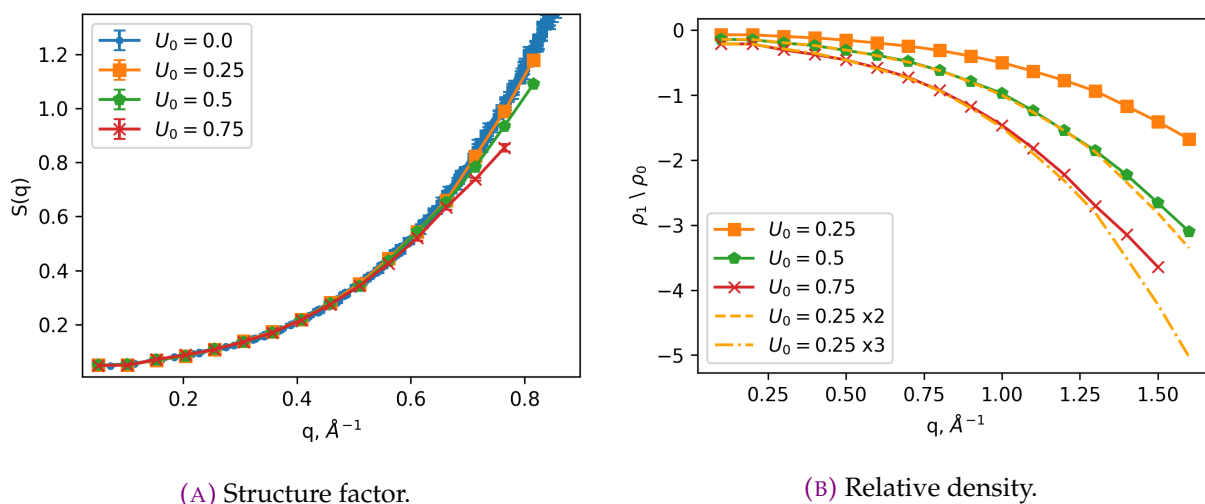 S(q)
1.2
1.0
0.8
0.6
0.4
0.2
U₀ = 0.0
U₀ = 0.25
U₀ = 0.5
U₀ = 0.75
0.2 0.4 0.6 0.8
q, Å⁻¹
(A) Structure factor.
ρ₁ \ ρ₀
0
−1
−2
−3
−4
−5
U₀ = 0.25
U₀ = 0.5
U₀ = 0.75
U₀ = 0.25 x2
U₀ = 0.25 x3
0.25 0.50 0.75 1.00 1.25 1.50
q, Å⁻¹
(B) Relative density.